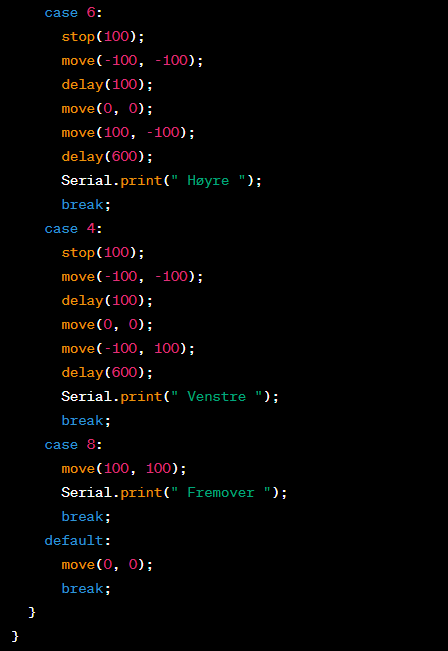 case 6:
stop(100);
move(-100, -100);
delay(100);
move(0, 0);
move(100, -100);
delay(600);
Serial.print(" Høyre ");
break;
case 4:
stop(100);
move(-100, -100);
delay(100);
move(0, 0);
move(-100, 100);
delay(600);
Serial.print(" Venstre ");
break;
case 8:
move(100, 100);
Serial.print(" Fremover ");
break;
default:
move(0, 0);
break;
}
}